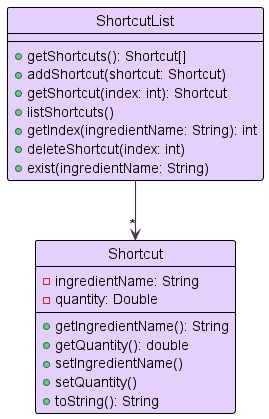 ShortcutList
getShortcuts(): Shortcut[]
addShortcut(shortcut: Shortcut)
getShortcut(index: int): Shortcut
listShortcuts()
getIndex(ingredientName: String): int
deleteShortcut(index: int)
exist(ingredientName: String)
*
Shortcut
ingredientName: String
quantity: Double
getIngredientName(): String
getQuantity(): double
setIngredientName()
setQuantity()
toString(): String